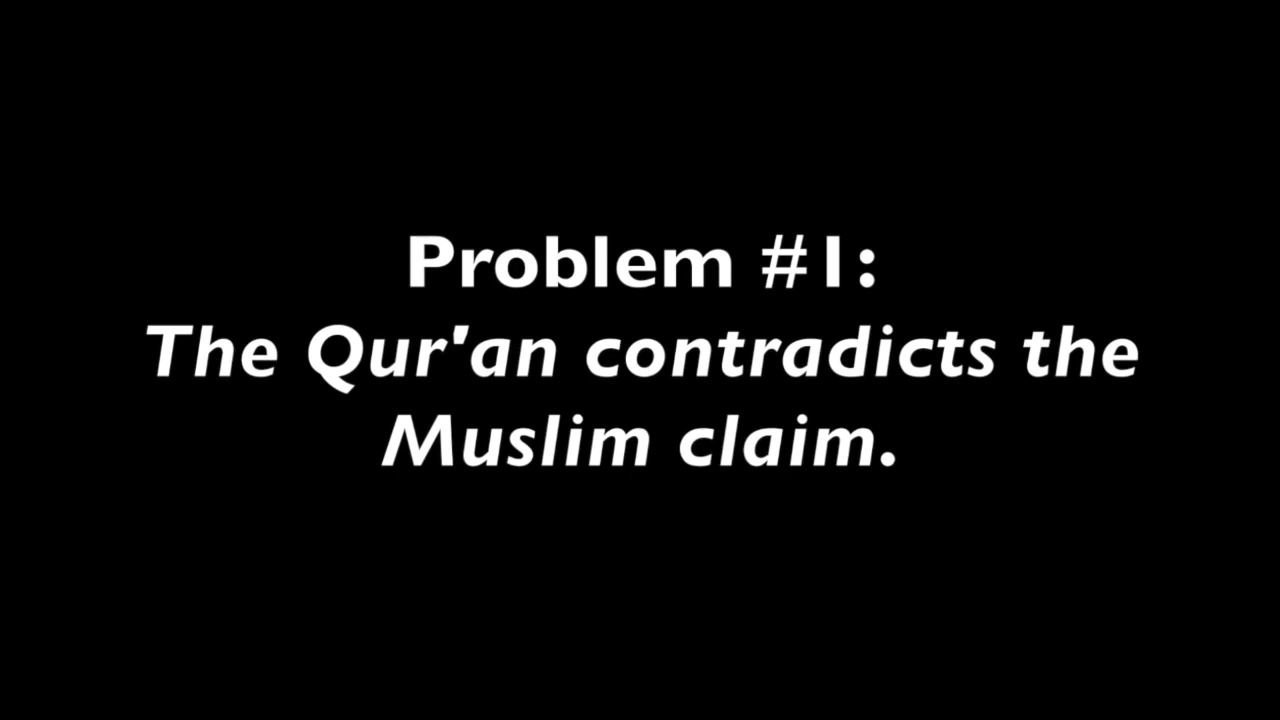 Problem #1:
The Qur'an contradicts the
Muslim claim.